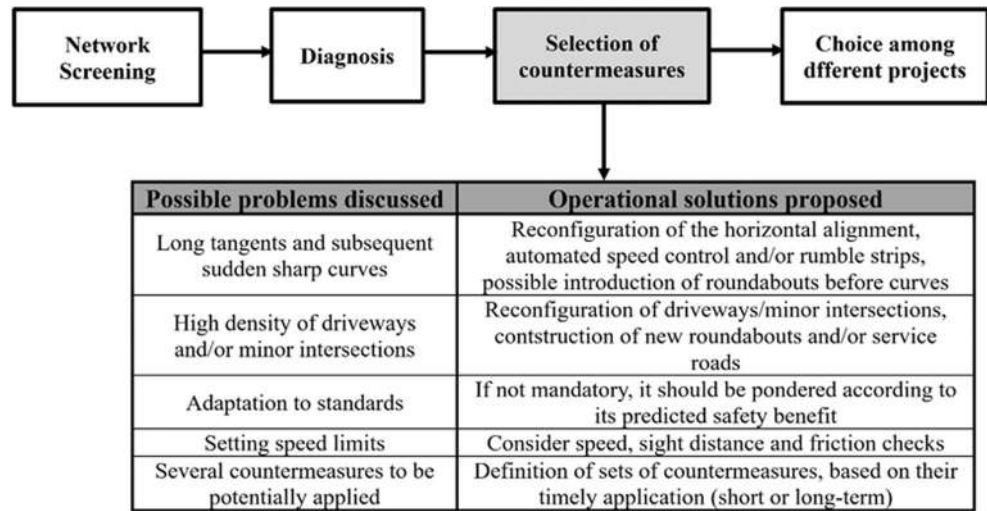 Network
Screening
Diagnosis
Selection of
countermeasures
Choice among
dfferent projects
Possible problems discussed
Operational solutions proposed
Long tangents and subsequent
sudden sharp curves
Reconfiguration of the horizontal alignment,
automated speed control and/or rumble strips,
possible introduction of roundabouts before curves
High density of driveways
and/or minor intersections
Reconfiguration of driveways/minor intersections,
contstruction of new roundabouts and/or service
roads
Adaptation to standards
If not mandatory, it should be pondered according to
its predicted safety benefit
Setting speed limits
Consider speed, sight distance and friction checks
Several countermeasures to be
potentially applied
Definition of sets of countermeasures, based on their
timely application (short or long-term)